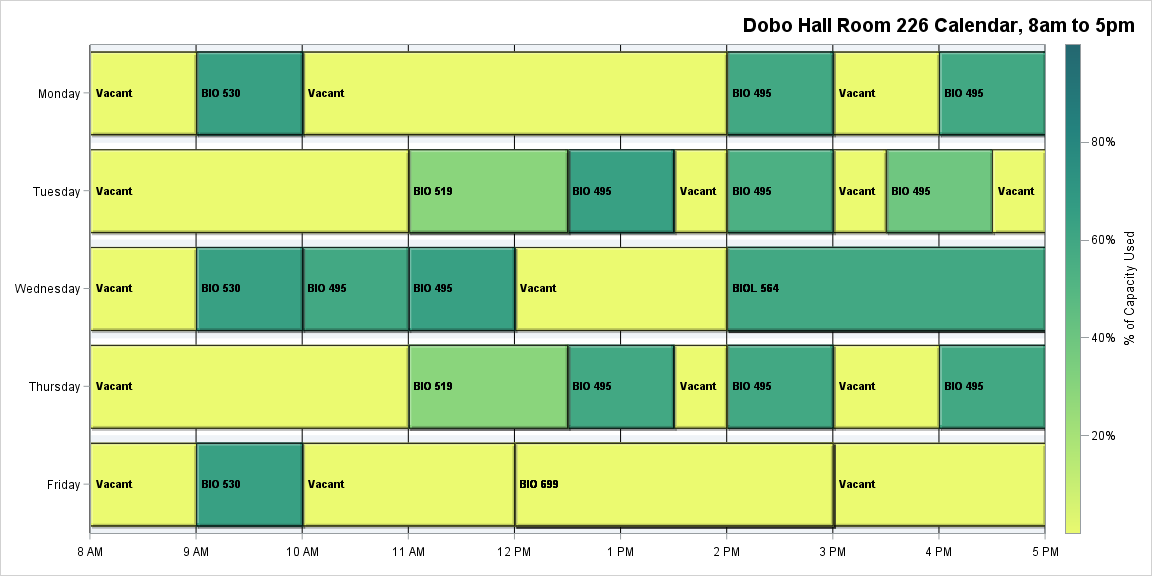 Dobo Hall Room 226 Calendar, 8am to 5pm
Monday
Vacant
BIO 530
Vacant
BIO 495
Vacant
BIO 495
Tuesday
Vacant
BIO 519
BIO 495
Vacant
BIO 495
Vacant
BIO 495
Vacant
Wednesday
Vacant
BIO 530
BIO 495
BIO 495
Vacant
BIOL 564
Thursday
Vacant
BIO 519
BIO 495
Vacant
BIO 495
Vacant
BIO 495
Friday
Vacant
BIO 530
Vacant
BIO 699
Vacant
8 AM
9 AM
10 AM
11 AM
12 PM
1 PM
2 PM
3 PM
4 PM
5 PM
80%
60%
40%
20%
% of Capacity Used